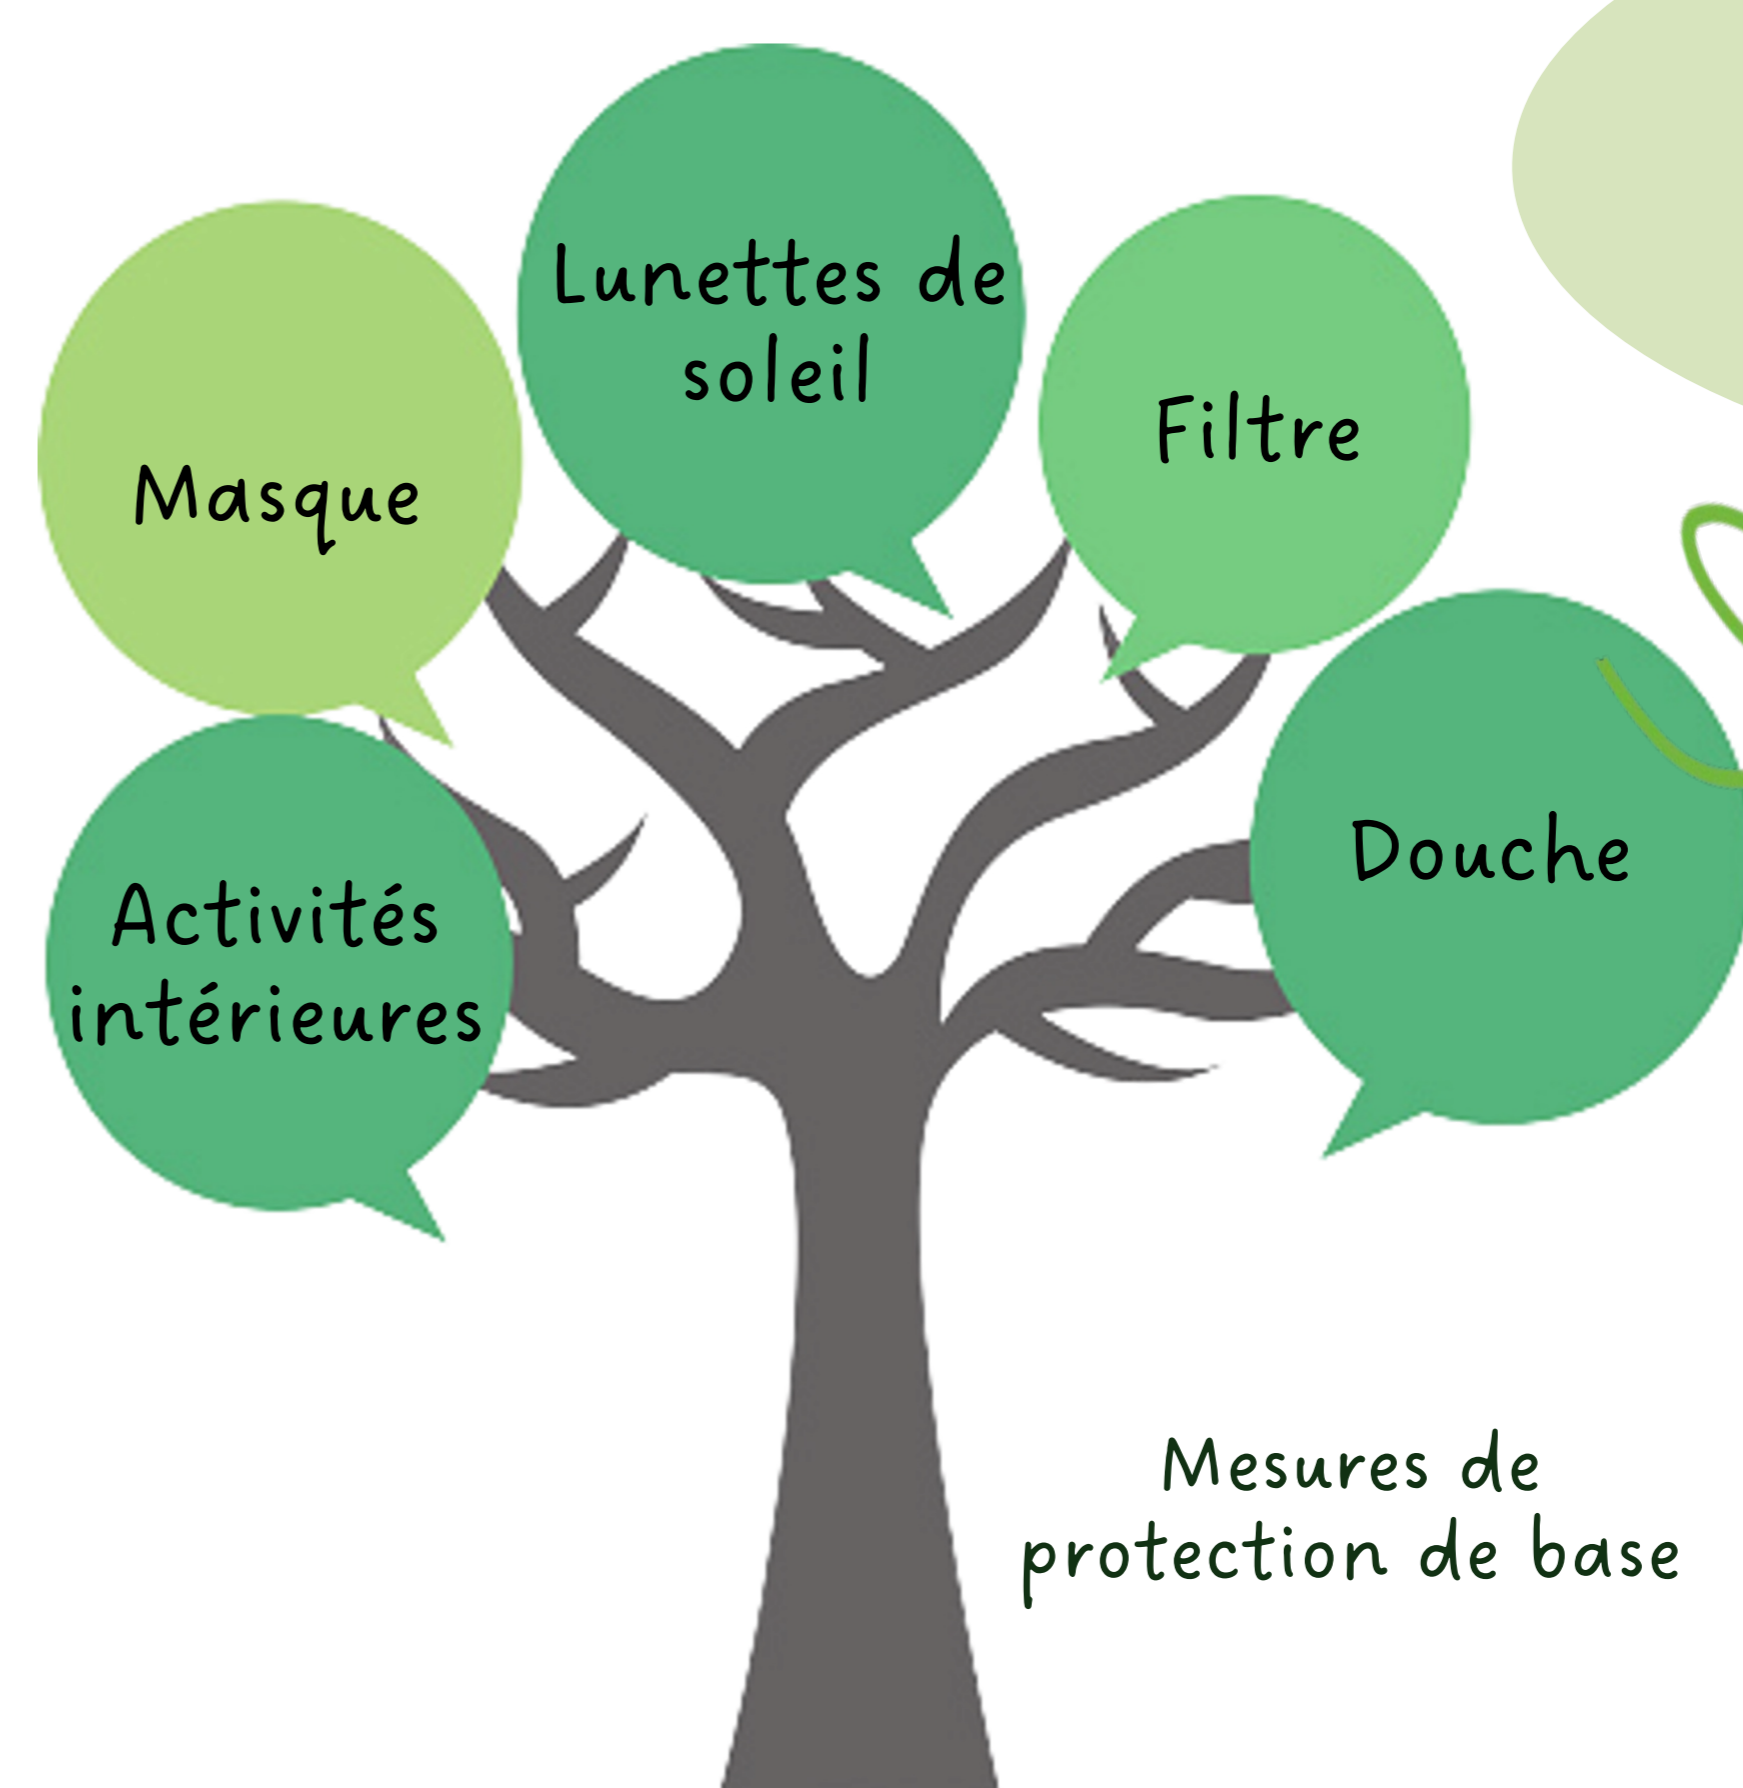 Lunettes de
soleil
Filtre
Masque
Douche
Activités
intérieures
Mesures de
protection de base